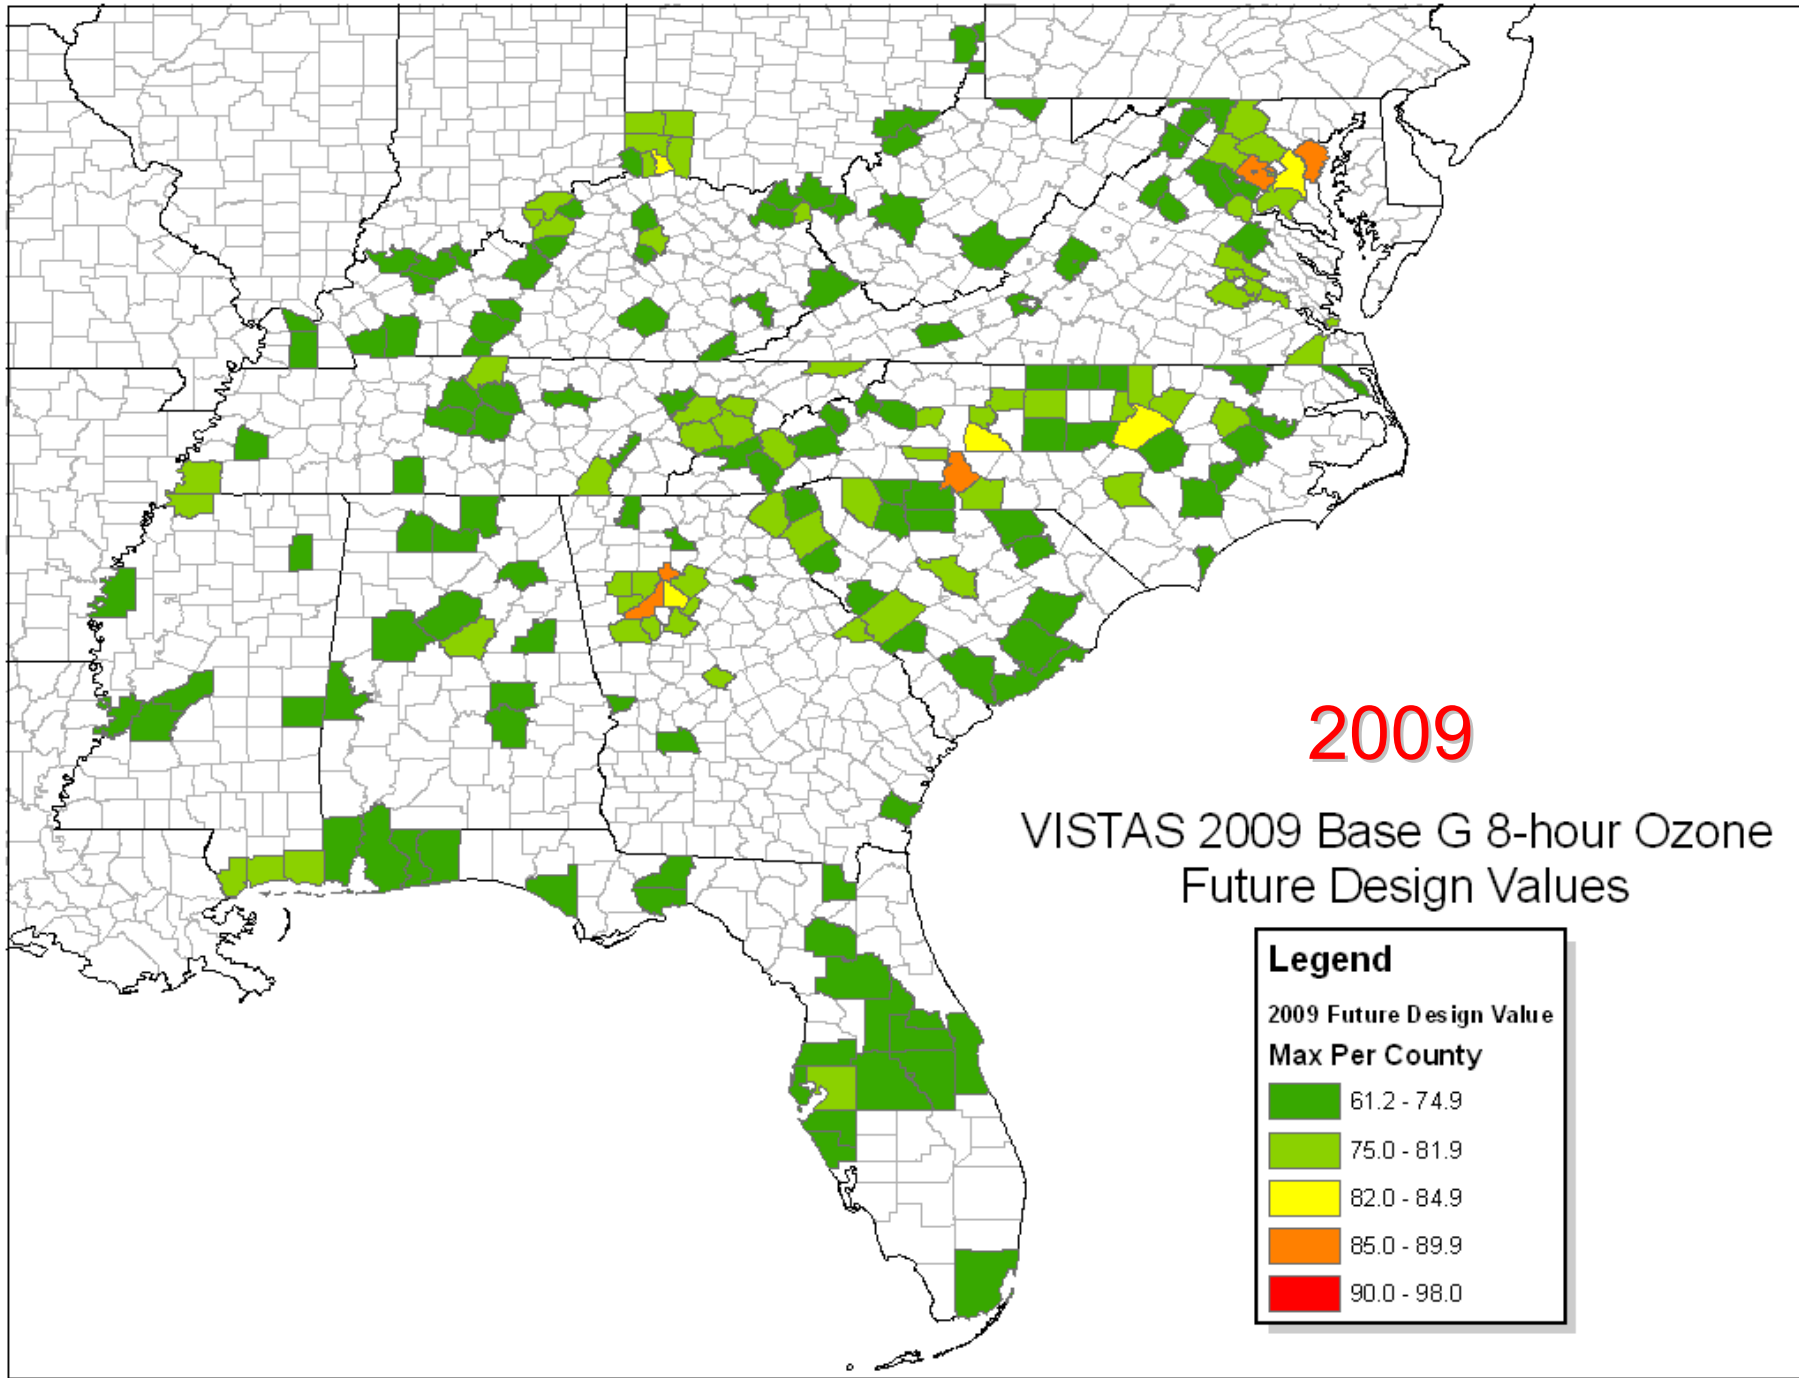 2009
VISTAS 2009 Base G 8-hour Ozone
Future Design Values
Legend
2009 Future Design Value
Max Per County
61.2 - 74.9
75.0 - 81.9
82.0 - 84.9
85.0 - 89.9
90.0 - 98.0